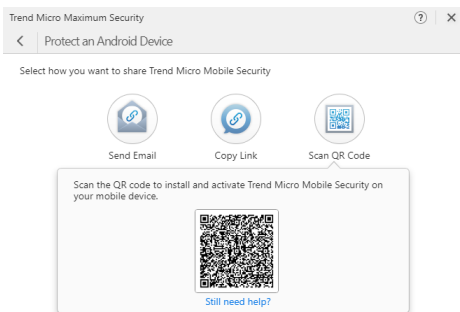 Trend Micro Maximum Security
Protect an Android Device
Select how you want to share Trend Micro Mobile Security
Send Email
Copy Link
Scan QR Code
Scan the QR code to install and activate Trend Micro Mobile Security on
your mobile device.
Still need help?